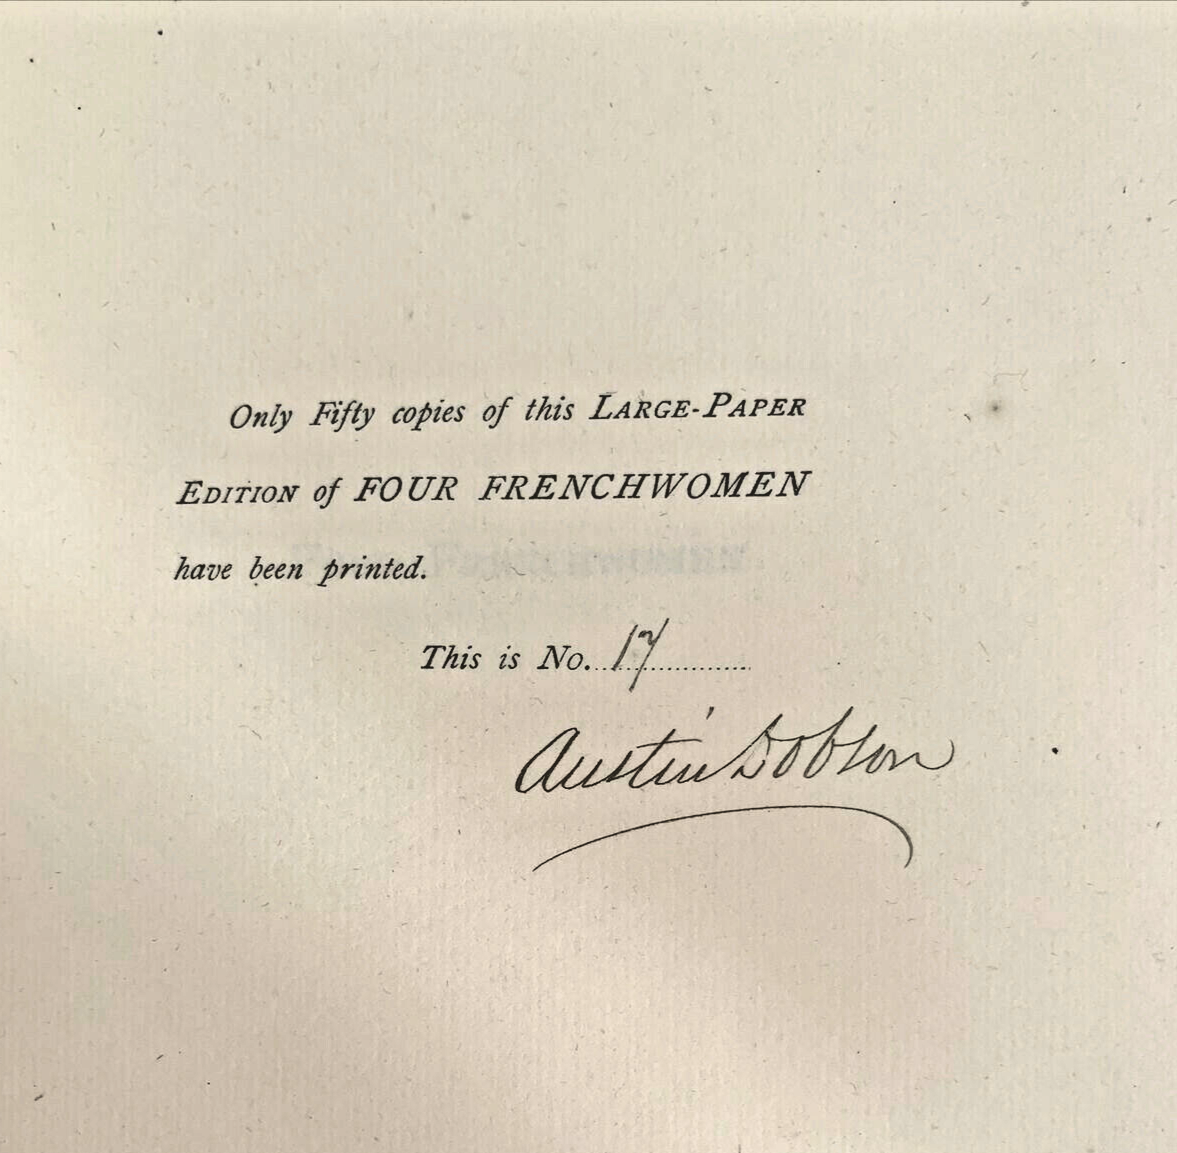 Only Fifty copies of this LARGE-PAPER
EDITION of FOUR FRENCHWOMEN
have been printed.
This is No. 17
Austin Dobson